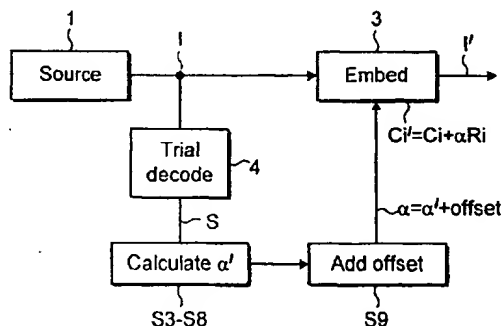 1
I
3
I'
Source
Embed
Ci'=Ci+αRi
Trial
decode
4
S
α=α'+offset
Calculate α'
Add offset
S3-S8
S9